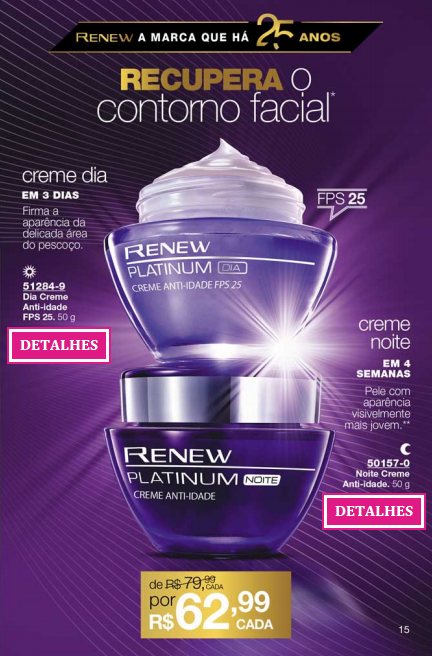 RENEW A MARCA QUE HÁ 25 ANOS
RECUPERA O
contorno facial*
creme dia
EM 3 DIAS
Firma a
aparência da
delicada área
do pescoço.
51284-9
Dia Creme
Anti-idade
FPS 25. 50 g
DETALHES
FPS 25
RENEW
PLATINUM DIA
CREME ANTI-IDADE FPS 25
creme
noite
EM 4
SEMANAS
Pele com
aparência
visivelmente
mais jovem.**
50157-0
Noite Creme
Anti-idade. 50 g
DETALHES
RENEW
PLATINUM NOITE
CREME ANTI-IDADE
de R$ 79,99 CADA
por
R$ 62,99
CADA
15